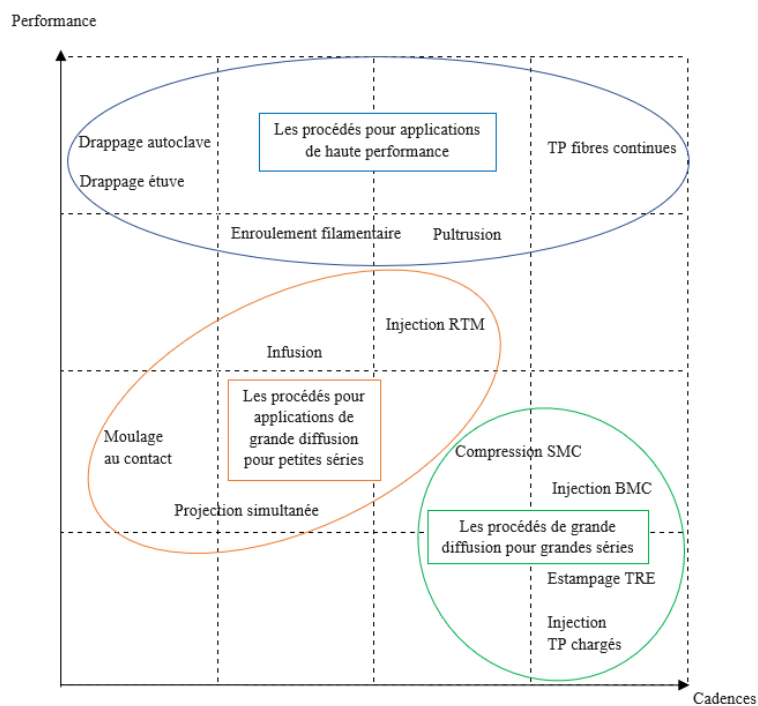 Performance
Drappage autoclave
Drappage étuve
Les procédés pour applications
de haute performance
TP fibres continues
Enroulement filamentaire
Pultrusion
Injection RTM
Infusion
Les procédés pour
applications de
grande diffusion
pour petites séries
Moulage
au contact
Projection simultanée
Compression SMC
Injection BMC
Les procédés de grande
diffusion pour grandes séries
Estampage TRE
Injection
TP chargés
Cadences